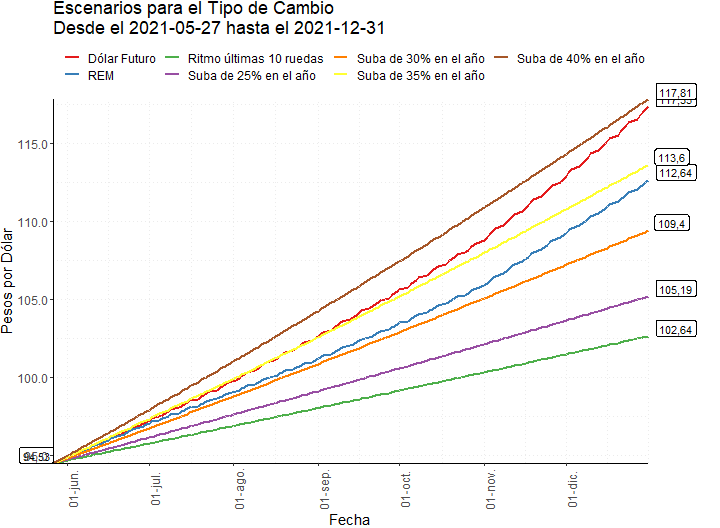 Escenarios para el Tipo de Cambio
Desde el 2021-05-27 hasta el 2021-12-31
Dólar Futuro
Ritmo últimas 10 ruedas
Suba de 30% en el año
Suba de 40% en el año
REM
Suba de 25% en el año
Suba de 35% en el año
117,81
113,6
112,64
109,4
105,19
102,64
115.0
110.0
105.0
100.0
Pesos por Dólar
01-jun.
01-jul.
01-ago.
01-sep.
01-oct.
01-nov.
01-dic.
Fecha